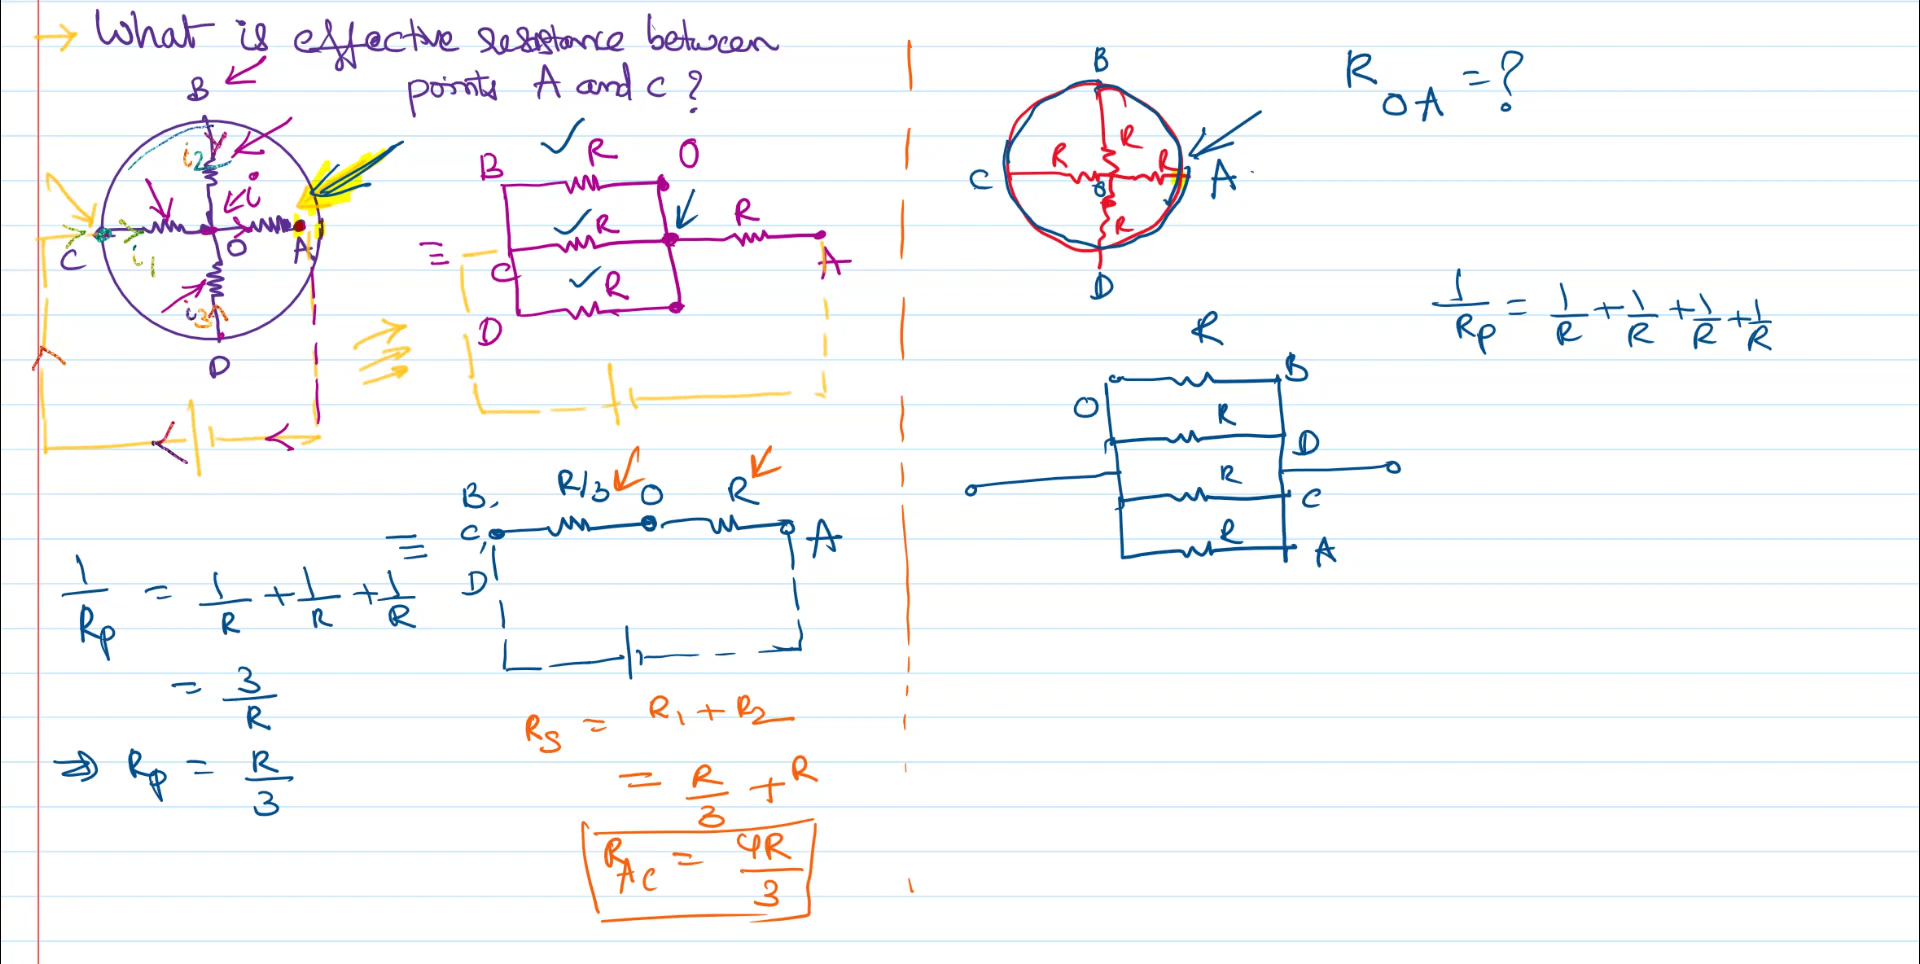 → What is effective resistance between
points A and C?
B
i2
i
C
i1
O
A
i3
D
≡
B R O
R R
C A
R
D
≡
B, R/3 O R
C, A
D
1/Rp = 1/R + 1/R + 1/R
= 3/R
⇒ Rp = R/3
Rs = R1 + R2
= R/3 + R
RAC = 4R/3
B
R
C R O R A
R
D
ROA = ?
1/Rp = 1/R + 1/R + 1/R + 1/R
R
B
O R
D
R
C
R
A